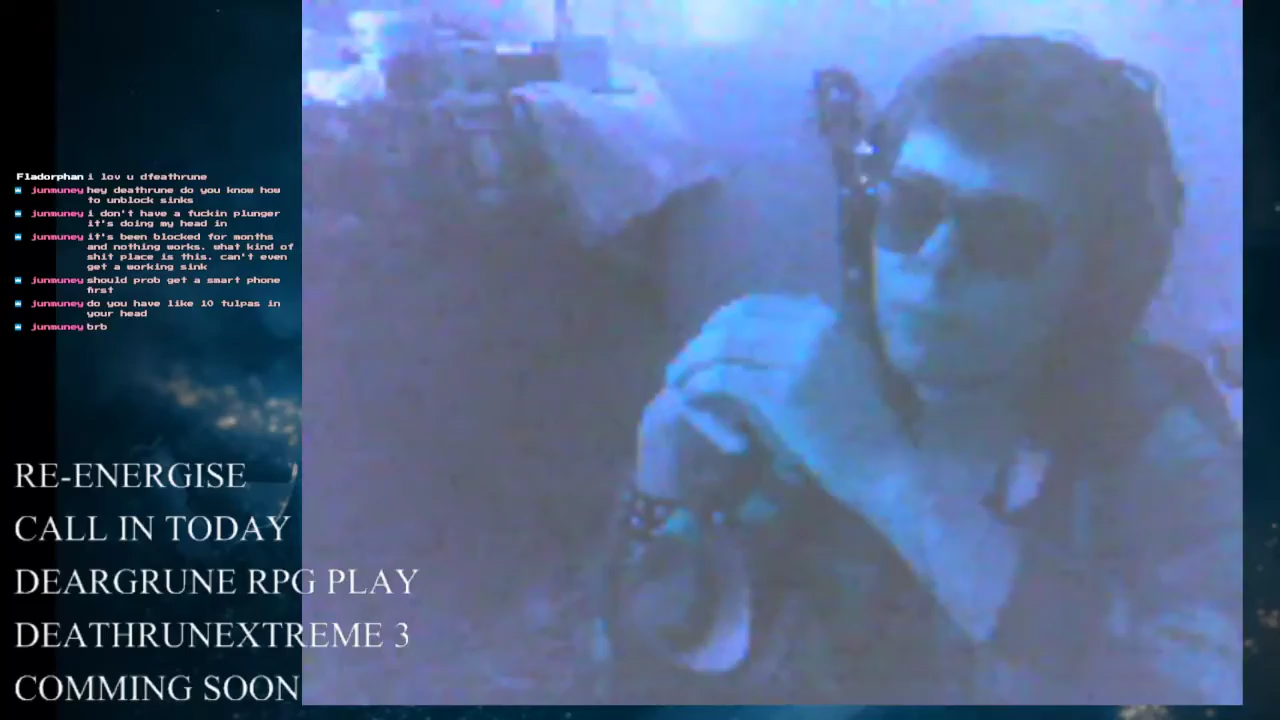 Fladorphan i lov u dfeathrune
junmuney hey deathrune do you know how
to unblock sinks
junmuney i don't have a fuckin plunger
it's doing my head in
junmuney it's been blocked for months
and nothing works. what kind of
shit place is this. can't even
get a working sink
junmuney should prob get a smart phone
first
junmuney do you have like 10 tulpas in
your head
junmuney brb
RE-ENERGISE
CALL IN TODAY
DEARGRUNE RPG PLAY
DEATHRUNEXTREME 3
COMMING SOON